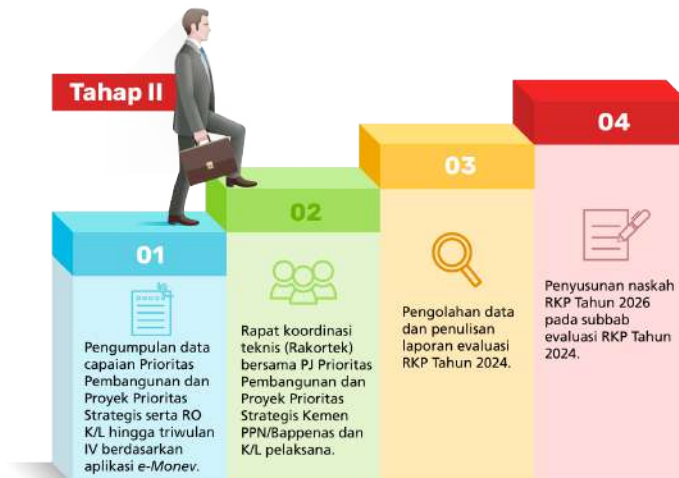 Tahap II
01
Pengumpulan data
capaian Prioritas
Pembangunan dan
Proyek Prioritas
Strategis serta RO
K/L hingga triwulan
IV berdasarkan
aplikasi e-Monev.
02
Rapat koordinasi
teknis (Rakortek)
bersama PJ Prioritas
Pembangunan dan
Proyek Prioritas
Strategis Kemen
PPN/Bappenas dan
K/L pelaksana.
03
Pengolahan data
dan penulisan
laporan evaluasi
RKP Tahun 2024.
04
Penyusunan naskah
RKP Tahun 2026
pada subbab
evaluasi RKP Tahun
2024.